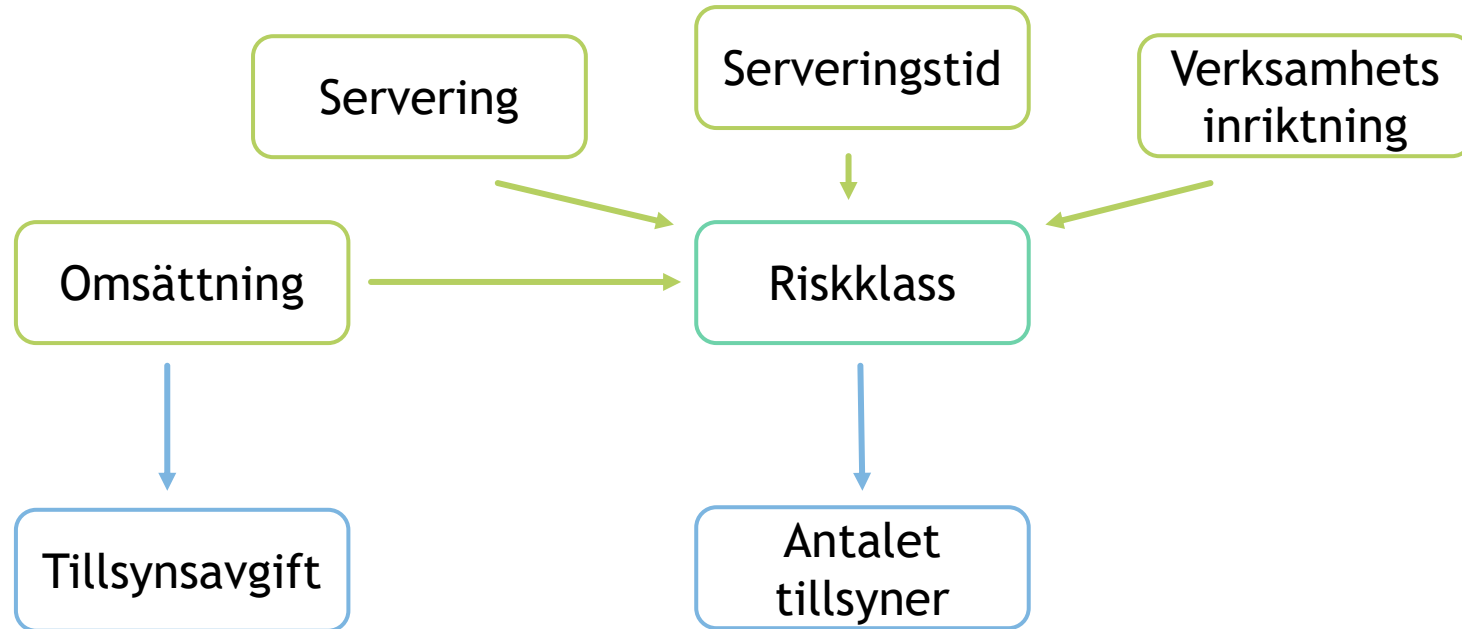 Servering
Serveringstid
Verksamhets
inriktning
Omsättning
Riskklass
Tillsynsavgift
Antalet
tillsyner